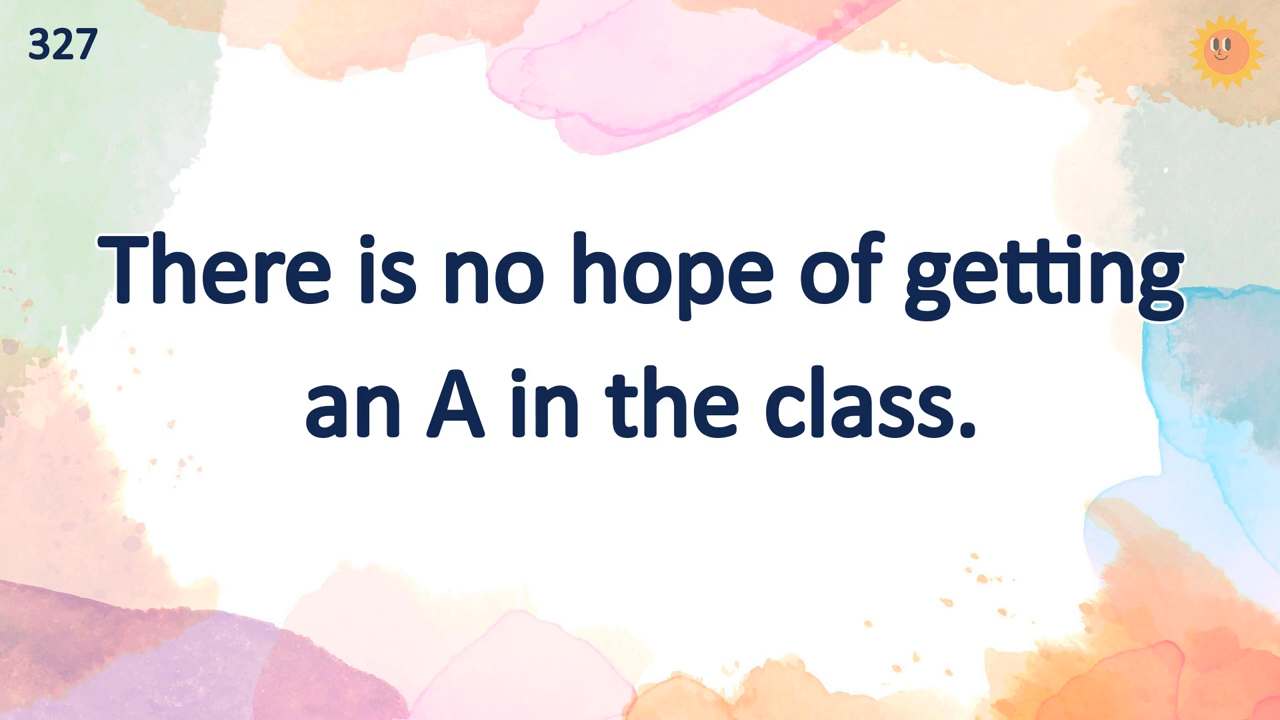 327
There is no hope of getting
an A in the class.